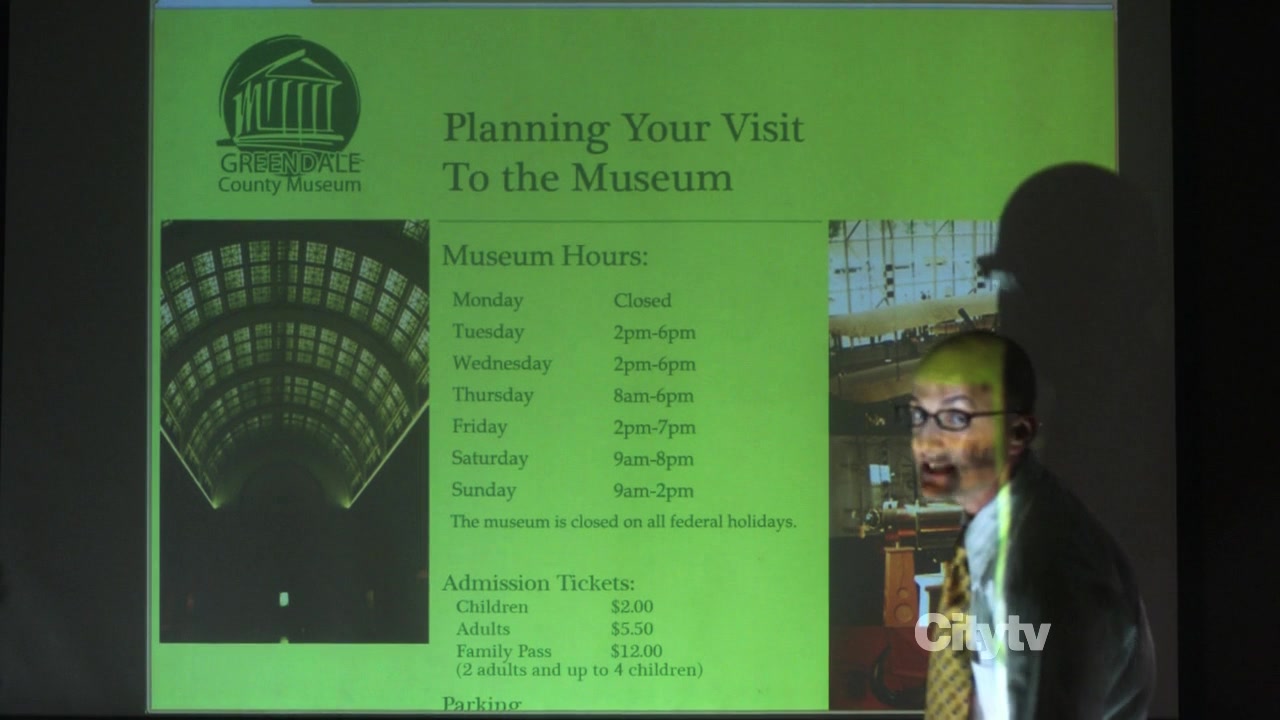 GREENDALE
County Museum
Planning Your Visit
To the Museum
Museum Hours:
Monday Closed
Tuesday 2pm-6pm
Wednesday 2pm-6pm
Thursday 8am-6pm
Friday 2pm-7pm
Saturday 9am-8pm
Sunday 9am-2pm
The museum is closed on all federal holidays.
Admission Tickets:
Children $2.00
Adults $5.50
Family Pass $12.00
(2 adults and up to 4 children)
Parking
Citytv